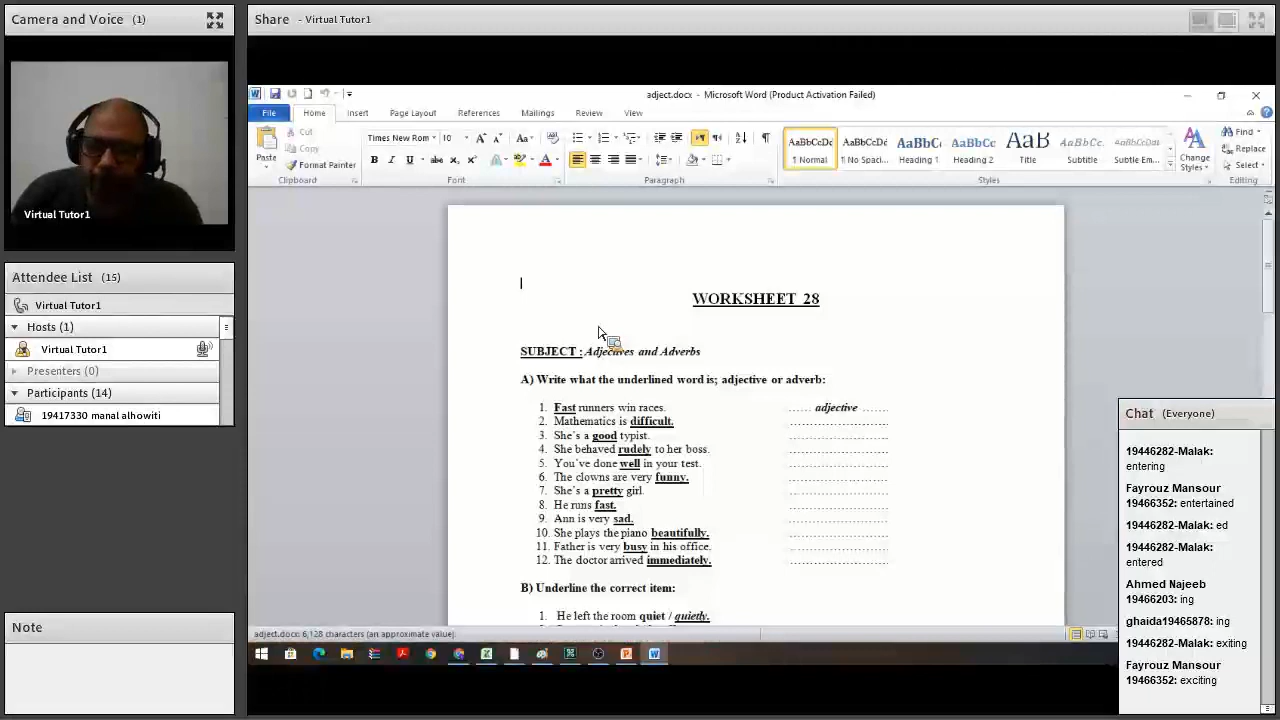 Camera and Voice (1)
Virtual Tutor1
Attendee List (15)
Virtual Tutor1
Hosts (1)
Virtual Tutor1
Presenters (0)
Participants (14)
19417330 manal alhowiti
Note
Share - Virtual Tutor1
adject.docx - Microsoft Word (Product Activation Failed)
File Home Insert Page Layout References Mailings Review View
Paste
Cut
Copy
Format Painter
Clipboard
Times New Rom 10
Font
Paragraph
AaBbCcDc AaBbCcDc AaBbC AaBbCc AaB AaBbCc. AaBbCcDat
¶ Normal ¶ No Spaci... Heading 1 Heading 2 Title Subtitle Subtle Em...
Change
Styles
Styles
Find
Replace
Select
Editing
WORKSHEET 28
SUBJECT : Adjectives and Adverbs
A) Write what the underlined word is; adjective or adverb:
1. Fast runners win races. ...... adjective ......
2. Mathematics is difficult. ..............................
3. She's a good typist. ..............................
4. She behaved rudely to her boss. ..............................
5. You've done well in your test. ..............................
6. The clowns are very funny. ..............................
7. She's a pretty girl. ..............................
8. He runs fast. ..............................
9. Ann is very sad. ..............................
10. She plays the piano beautifully. ..............................
11. Father is very busy in his office. ..............................
12. The doctor arrived immediately. ..............................
B) Underline the correct item:
1. He left the room quiet / quietly.
adject.docx: 6,128 characters (an approximate value)
Chat (Everyone)
19446282-Malak:
entering
Fayrouz Mansour
19466352: entertained
19446282-Malak: ed
19446282-Malak:
entered
Ahmed Najeeb
19466203: ing
ghaida19465878: ing
19446282-Malak: exiting
Fayrouz Mansour
19466352: exciting